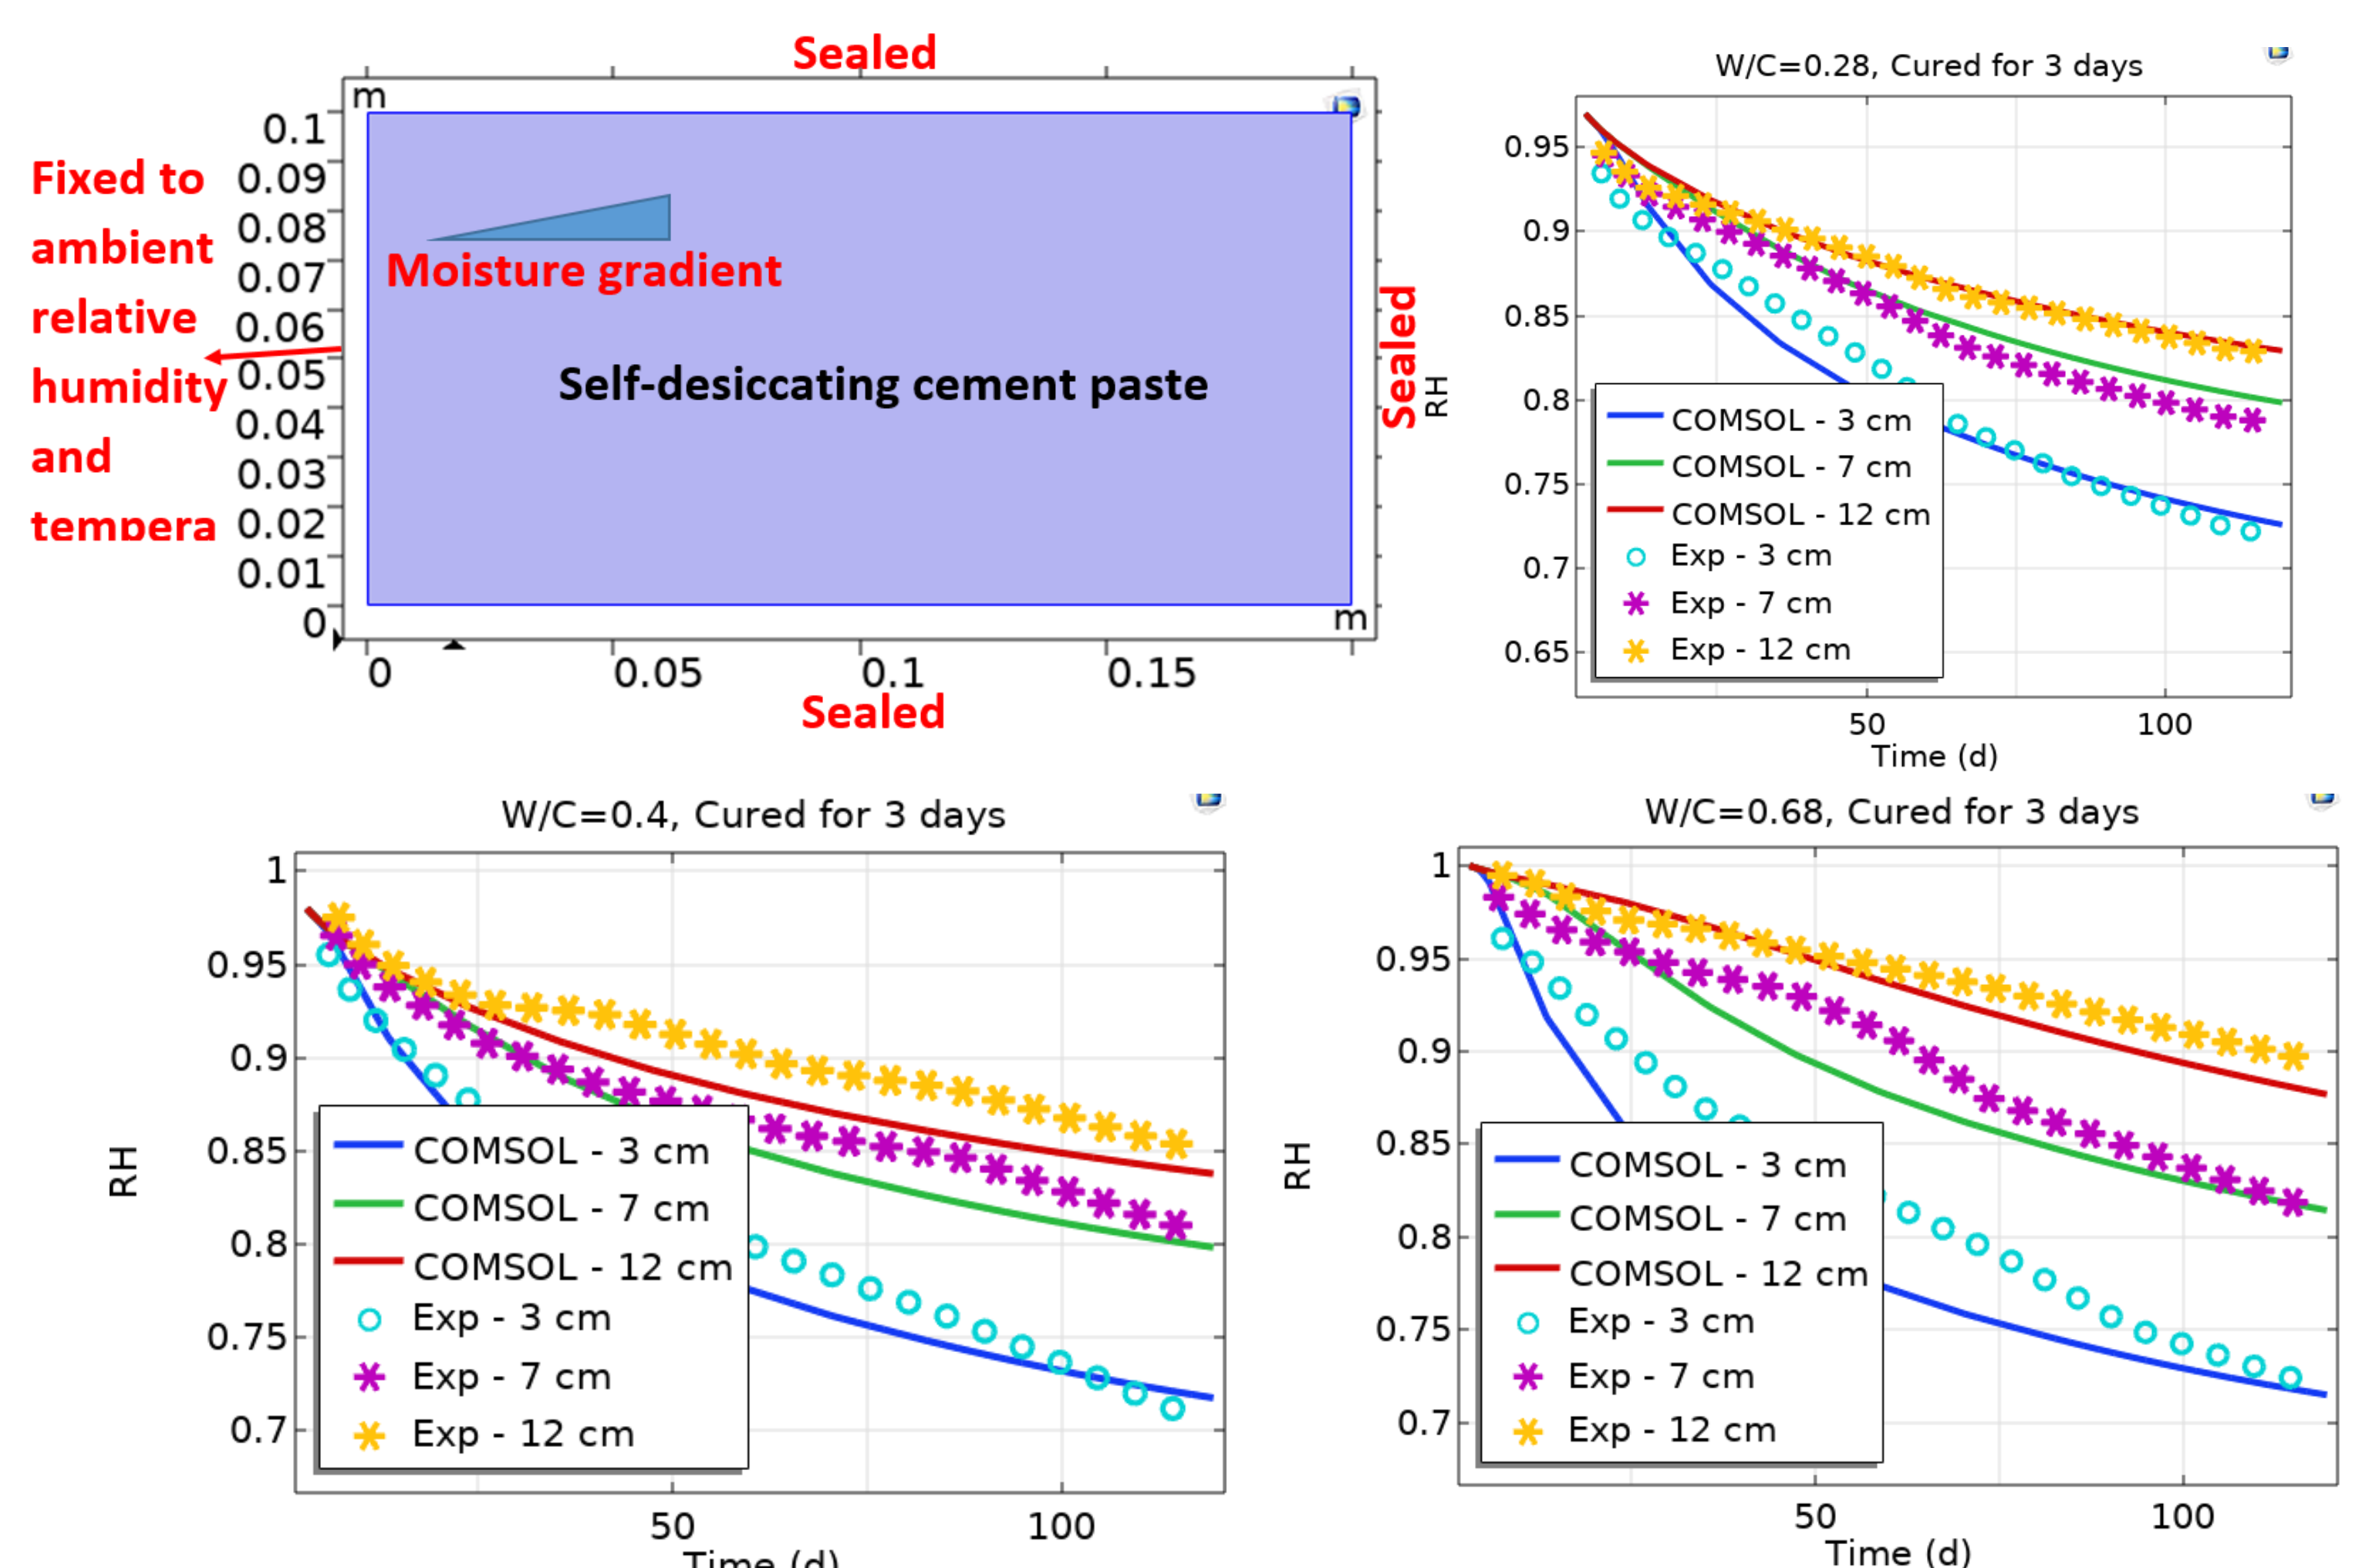 Sealed
m
0.1
0.09
0.08
0.07
0.06
0.05
0.04
0.03
0.02
0.01
0
Fixed to
ambient
relative
humidity
and
tempera
Moisture gradient
Self-desiccating cement paste
Sealed
m
0
0.05
0.1
0.15
Sealed
W/C=0.28, Cured for 3 days
0.95
0.9
0.85
0.8
0.75
0.7
0.65
RH
COMSOL - 3 cm
COMSOL - 7 cm
COMSOL - 12 cm
Exp - 3 cm
Exp - 7 cm
Exp - 12 cm
50
100
Time (d)
W/C=0.4, Cured for 3 days
1
0.95
0.9
0.85
0.8
0.75
0.7
RH
COMSOL - 3 cm
COMSOL - 7 cm
COMSOL - 12 cm
Exp - 3 cm
Exp - 7 cm
Exp - 12 cm
50
100
Time (d)
W/C=0.68, Cured for 3 days
1
0.95
0.9
0.85
0.8
0.75
0.7
RH
COMSOL - 3 cm
COMSOL - 7 cm
COMSOL - 12 cm
Exp - 3 cm
Exp - 7 cm
Exp - 12 cm
50
100
Time (d)